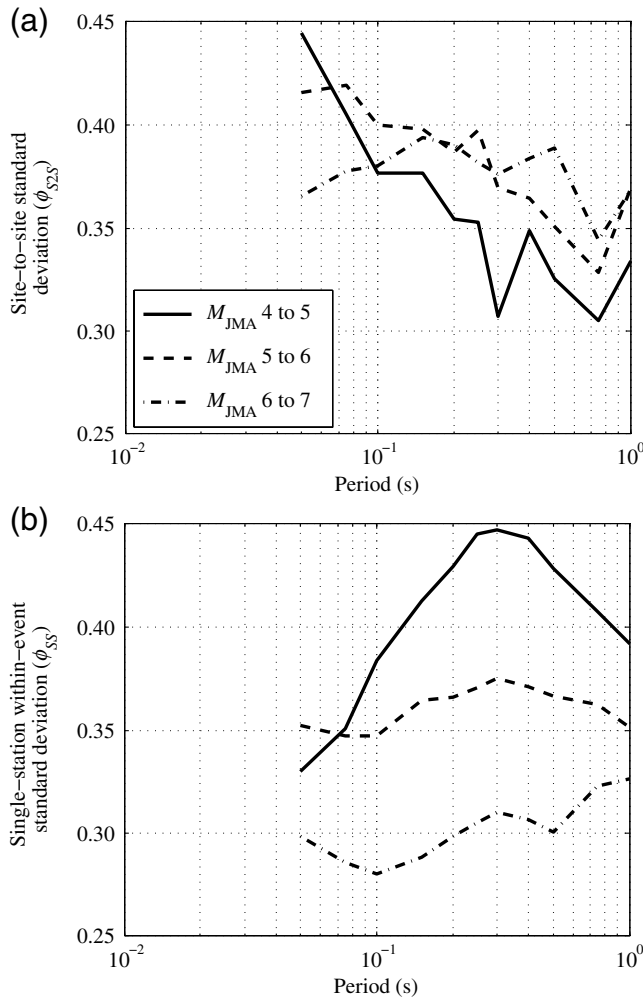 (a)
Site−to−site standard
deviation (ϕS2S)
0.45
0.40
0.35
0.30
0.25
MJMA 4 to 5
MJMA 5 to 6
MJMA 6 to 7
10−2
10−1
100
Period (s)
(b)
Single−station within−event
standard deviation (ϕSS)
0.45
0.40
0.35
0.30
0.25
10−2
10−1
100
Period (s)